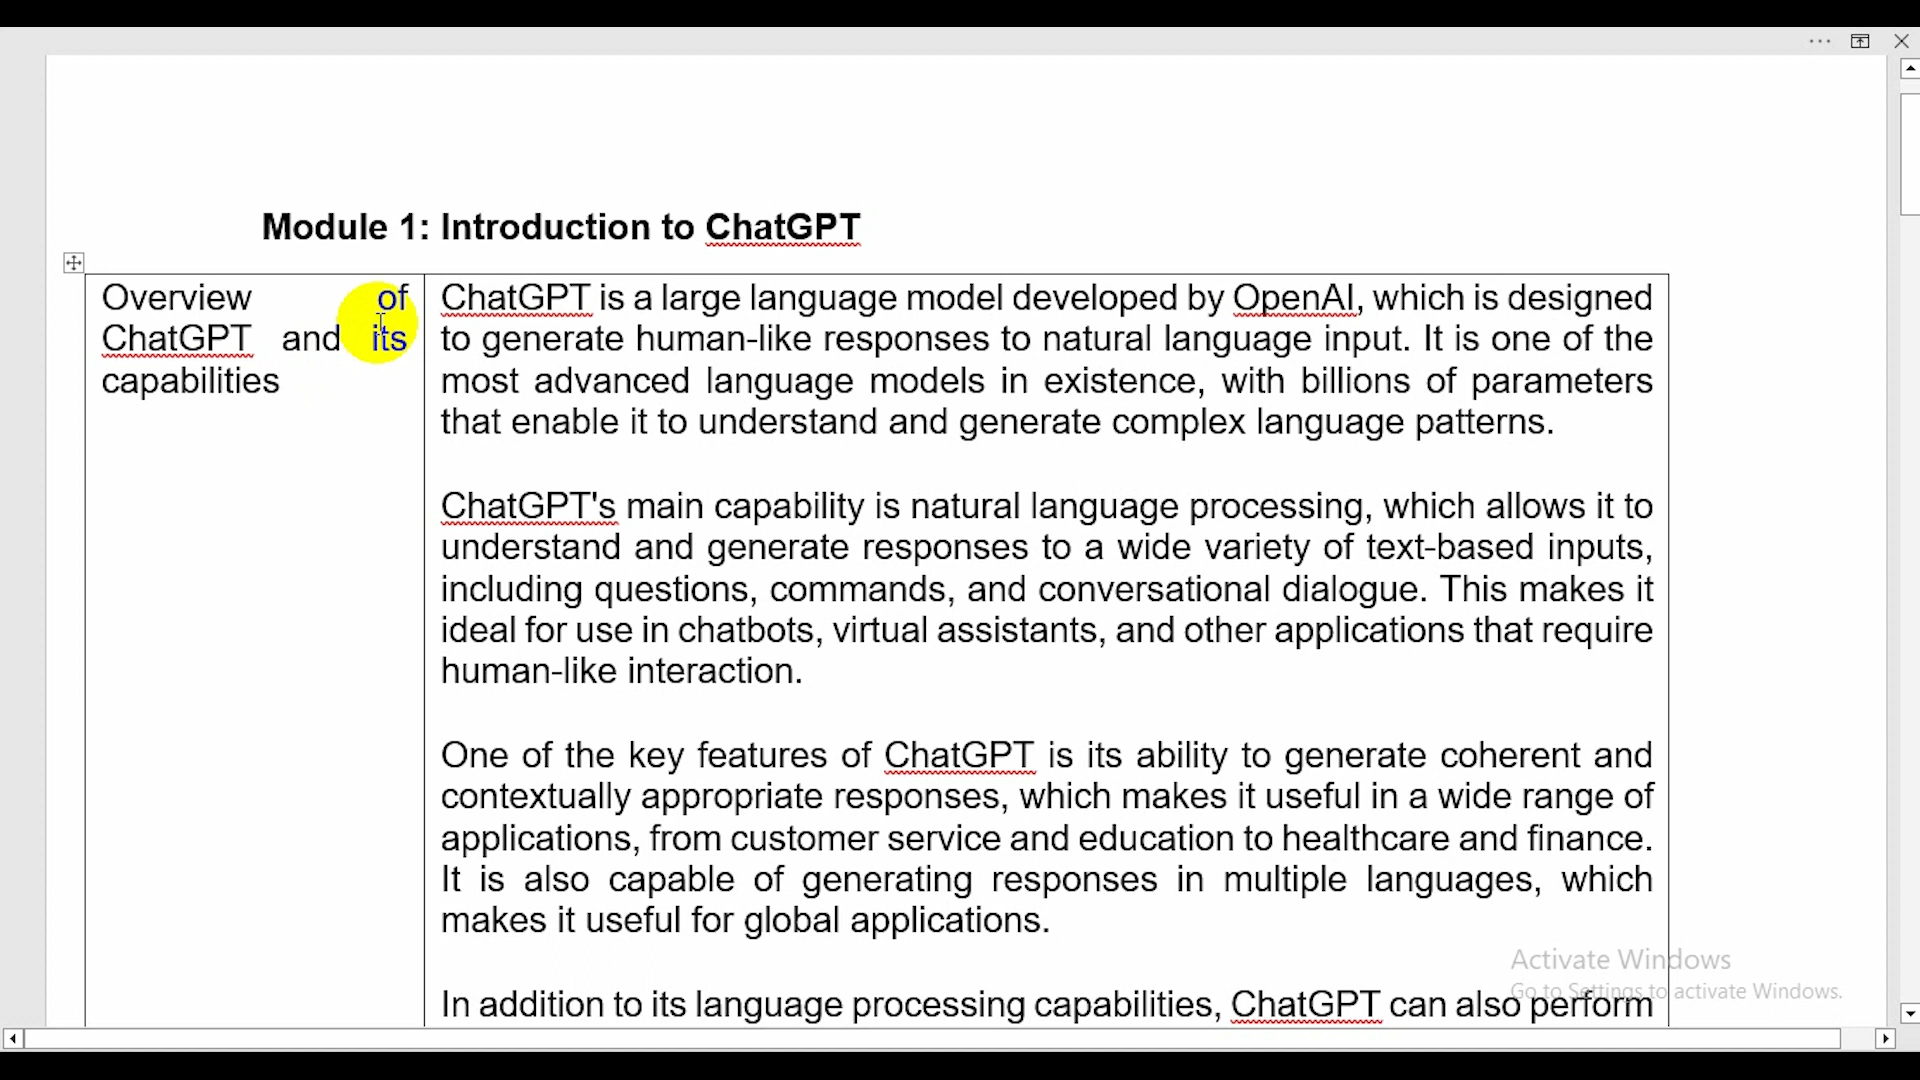 Module 1: Introduction to ChatGPT
Overview of
ChatGPT and its
capabilities
ChatGPT is a large language model developed by OpenAI, which is designed
to generate human-like responses to natural language input. It is one of the
most advanced language models in existence, with billions of parameters
that enable it to understand and generate complex language patterns.
ChatGPT's main capability is natural language processing, which allows it to
understand and generate responses to a wide variety of text-based inputs,
including questions, commands, and conversational dialogue. This makes it
ideal for use in chatbots, virtual assistants, and other applications that require
human-like interaction.
One of the key features of ChatGPT is its ability to generate coherent and
contextually appropriate responses, which makes it useful in a wide range of
applications, from customer service and education to healthcare and finance.
It is also capable of generating responses in multiple languages, which
makes it useful for global applications.
In addition to its language processing capabilities, ChatGPT can also perform
Activate Windows
Go to Settings to activate Windows.